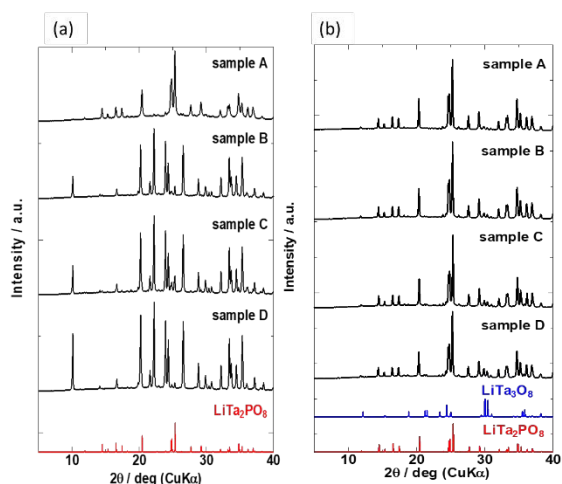 (a)
sample A
sample B
sample C
sample D
LiTa₂PO₈
Intensity / a.u.
10 20 30 40
2θ / deg (CuKα)
(b)
sample A
sample B
sample C
sample D
LiTa₃O₈
LiTa₂PO₈
Intensity / a.u.
10 20 30 40
2θ / deg (CuKα)